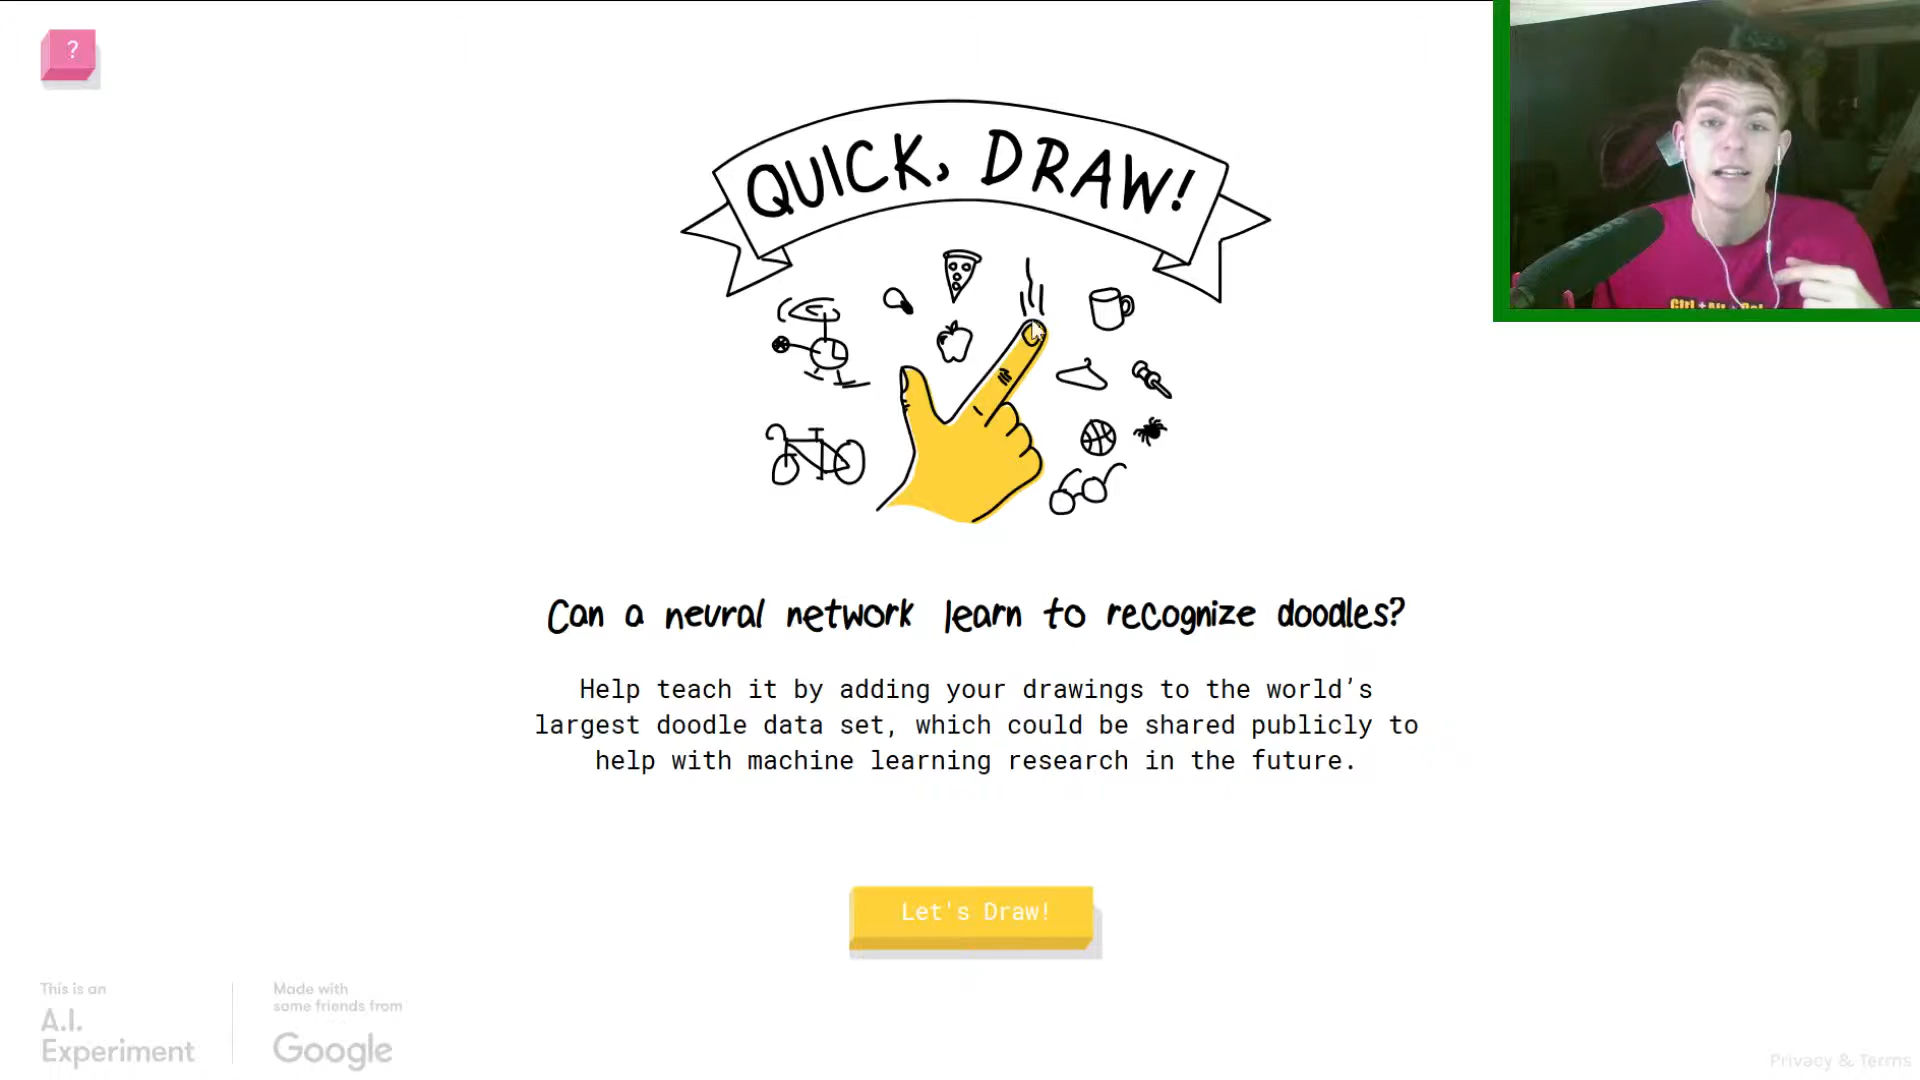 ?
QUICK, DRAW!
Can a neural network learn to recognize doodles?
Help teach it by adding your drawings to the world's
largest doodle data set, which could be shared publicly to
help with machine learning research in the future.
Let's Draw!
This is an
A.I.
Experiment
Made with
some friends from
Google
Privacy & Terms